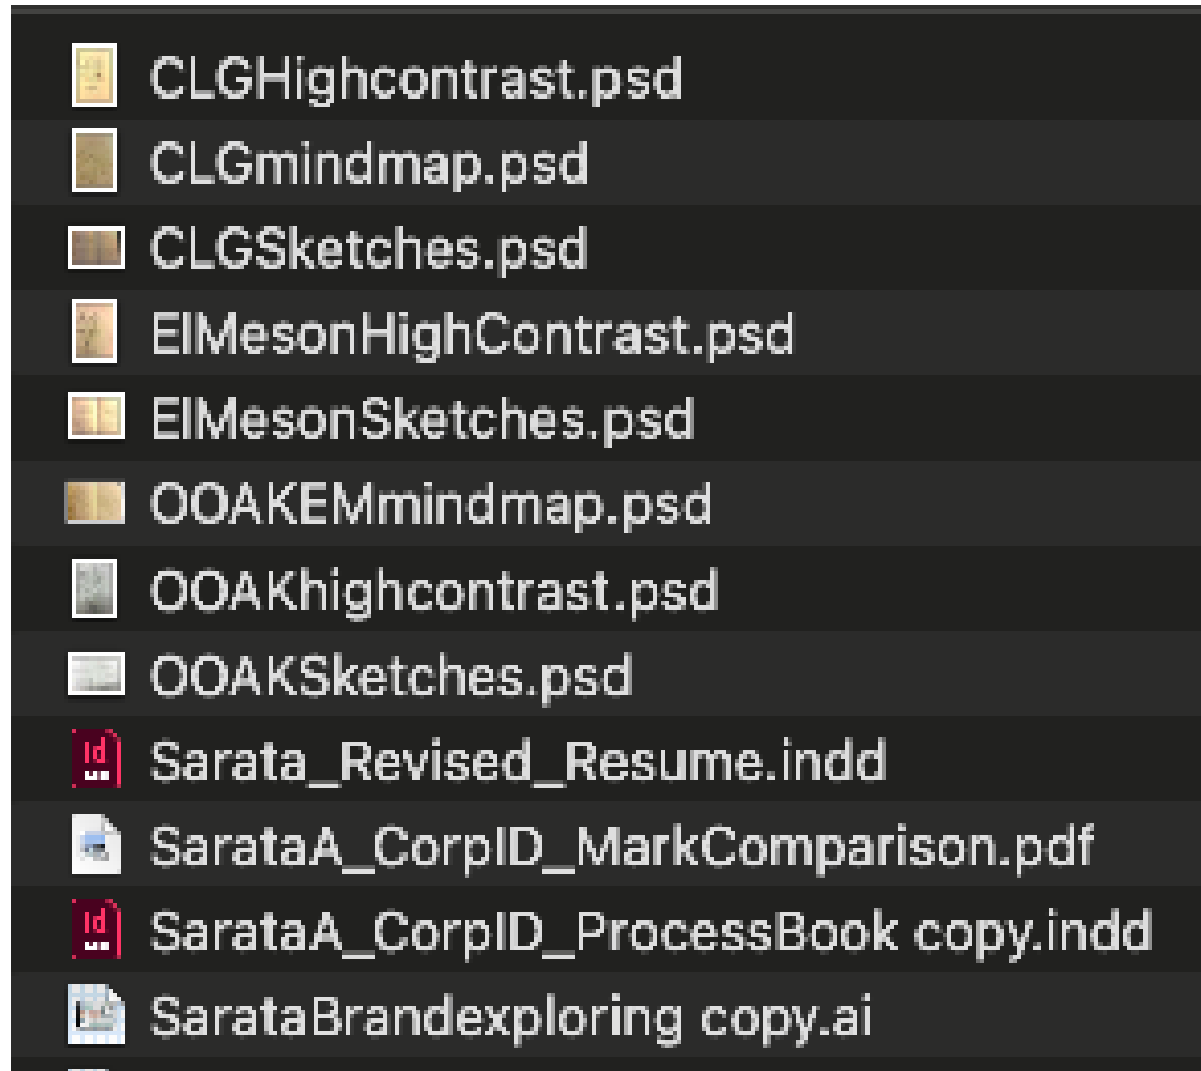 CLGHighcontrast.psd
CLGmindmap.psd
CLGSketches.psd
ElMesonHighContrast.psd
ElMesonSketches.psd
OOAKEMmindmap.psd
OOAKhighcontrast.psd
OOAKSketches.psd
Sarata_Revised_Resume.indd
SarataA_CorpID_MarkComparison.pdf
SarataA_CorpID_ProcessBook copy.indd
SarataBrandexploring copy.ai